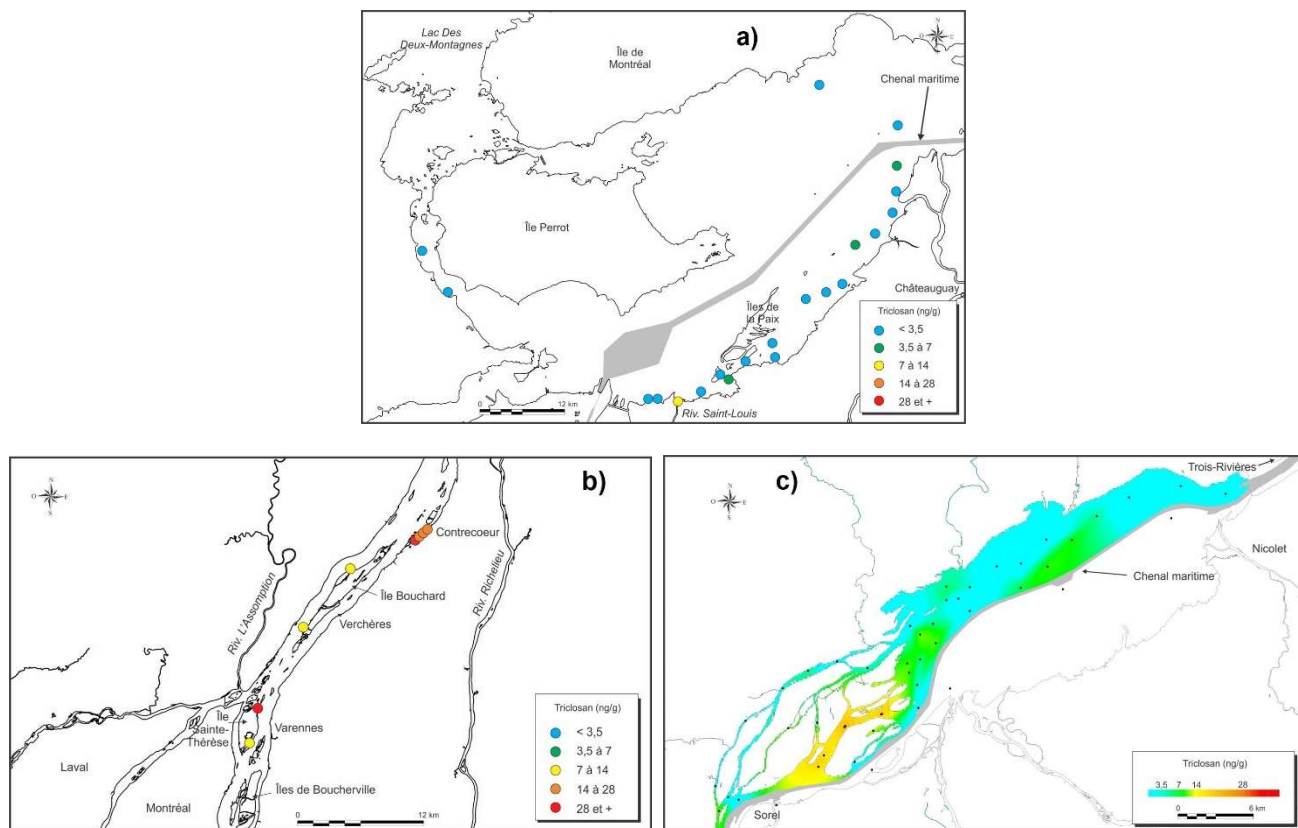 a)
Lac Des
Deux-Montagnes
Île de
Montréal
N
O
E
S
Chenal maritime
Île Perrot
Îles de
la Paix
Châteauguay
Riv. Saint-Louis
0
12 km
Triclosan (ng/g)
< 3,5
3,5 à 7
7 à 14
14 à 28
28 et +
b)
N
O
E
S
Contrecoeur
Riv. L'Assomption
Île Bouchard
Verchères
Riv. Richelieu
Île
Sainte-
Thérèse
Varennes
Laval
Îles de Boucherville
Montréal
0
12 km
Triclosan (ng/g)
< 3,5
3,5 à 7
7 à 14
14 à 28
28 et +
c)
N
O
E
S
Trois-Rivières
Nicolet
Chenal maritime
Sorel
Triclosan (ng/g)
3,5 7 14 28
0
6 km